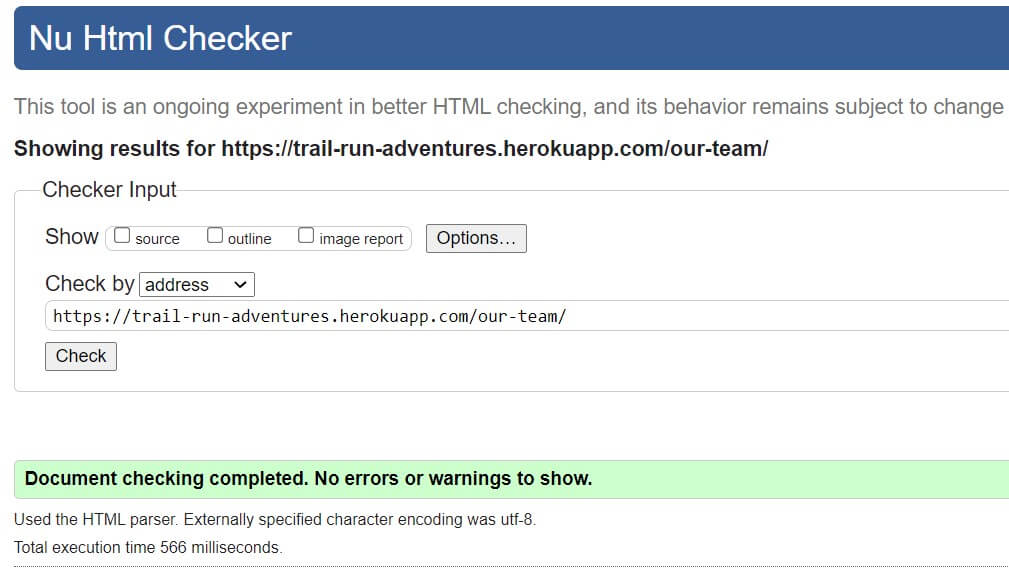 Nu Html Checker
This tool is an ongoing experiment in better HTML checking, and its behavior remains subject to change
Showing results for https://trail-run-adventures.herokuapp.com/our-team/
Checker Input
Show source outline image report Options...
Check by address
https://trail-run-adventures.herokuapp.com/our-team/
Check
Document checking completed. No errors or warnings to show.
Used the HTML parser. Externally specified character encoding was utf-8.
Total execution time 566 milliseconds.